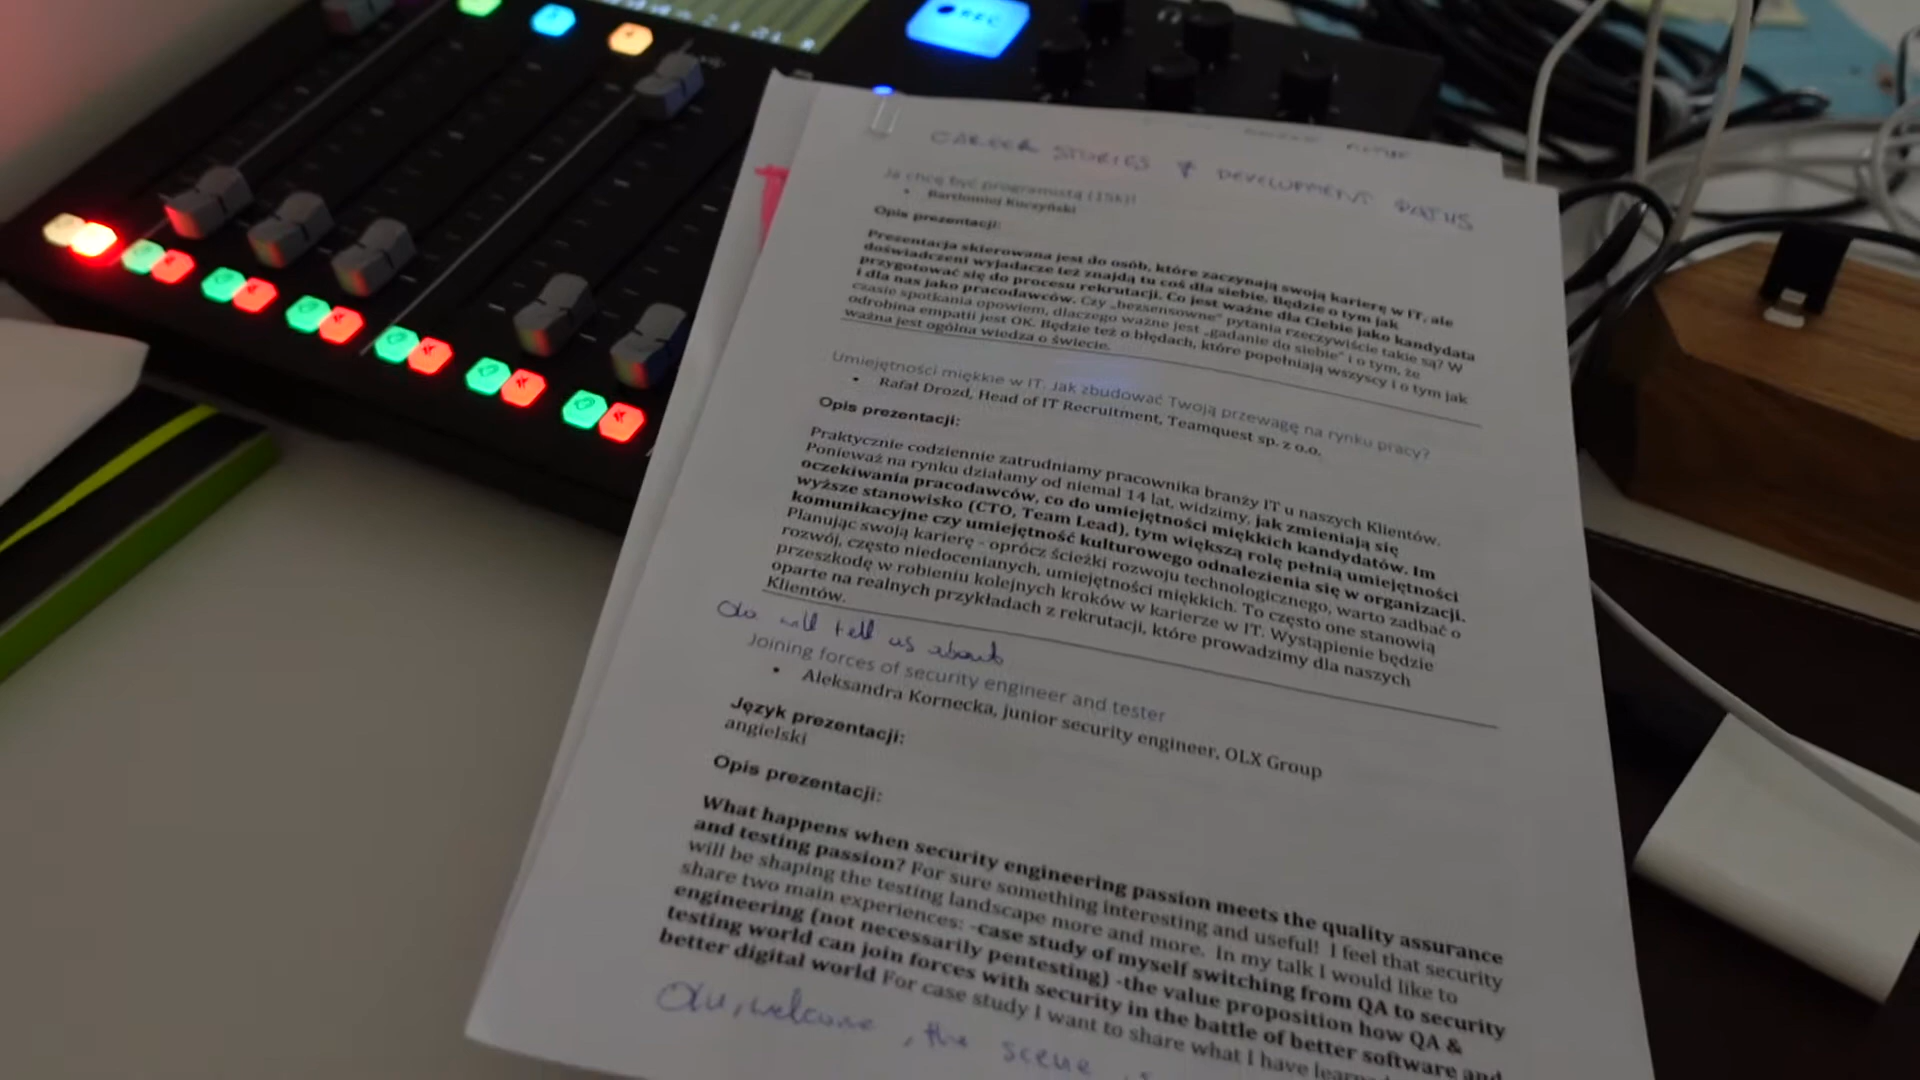 REC
CAREER STORIES & DEVELOPMENT PATHS
Ja chcę być programistą (15k)!
• Bartłomiej Kuczyński
Opis prezentacji:
Prezentacja skierowana jest do osób, które zaczynają swoją karierę w IT, ale
doświadczeni wyjadacze też znajdą tu coś dla siebie. Będzie o tym jak
przygotować się do procesu rekrutacji. Co jest ważne dla Ciebie jako kandydata
i dla nas jako pracodawców. Czy „bezsensowne" pytania rzeczywiście takie są? W
czasie spotkania opowiem, dlaczego ważne jest „gadanie do siebie" i o tym, że
odrobina empatii jest OK. Będzie też o błędach, które popełniają wszyscy i o tym jak
ważna jest ogólna wiedza o świecie.
Umiejętności miękkie w IT. Jak zbudować Twoją przewagę na rynku pracy?
• Rafał Drozd, Head of IT Recruitment, Teamquest sp. z o.o.
Opis prezentacji:
Praktycznie codziennie zatrudniamy pracownika branży IT u naszych Klientów.
Ponieważ na rynku działamy od niemal 14 lat, widzimy, jak zmieniają się
oczekiwania pracodawców, co do umiejętności miękkich kandydatów. Im
wyższe stanowisko (CTO, Team Lead), tym większą rolę pełnią umiejętności
komunikacyjne czy umiejętność kulturowego odnalezienia się w organizacji.
Planując swoją karierę - oprócz ścieżki rozwoju technologicznego, warto zadbać o
rozwój, często niedocenianych, umiejętności miękkich. To często one stanowią
przeszkodę w robieniu kolejnych kroków w karierze w IT. Wystąpienie będzie
oparte na realnych przykładach z rekrutacji, które prowadzimy dla naszych
Klientów.
Ola will tell us about
Joining forces of security engineer and tester
• Aleksandra Kornecka, junior security engineer, OLX Group
Język prezentacji:
angielski
Opis prezentacji:
What happens when security engineering passion meets the quality assurance
and testing passion? For sure something interesting and useful! I feel that security
will be shaping the testing landscape more and more. In my talk I would like to
share two main experiences: -case study of myself switching from QA to security
engineering (not necessarily pentesting) -the value proposition how QA &
testing world can join forces with security in the battle of better software and
better digital world For case study I want to share what I have learned
Ola, welcome, the scene